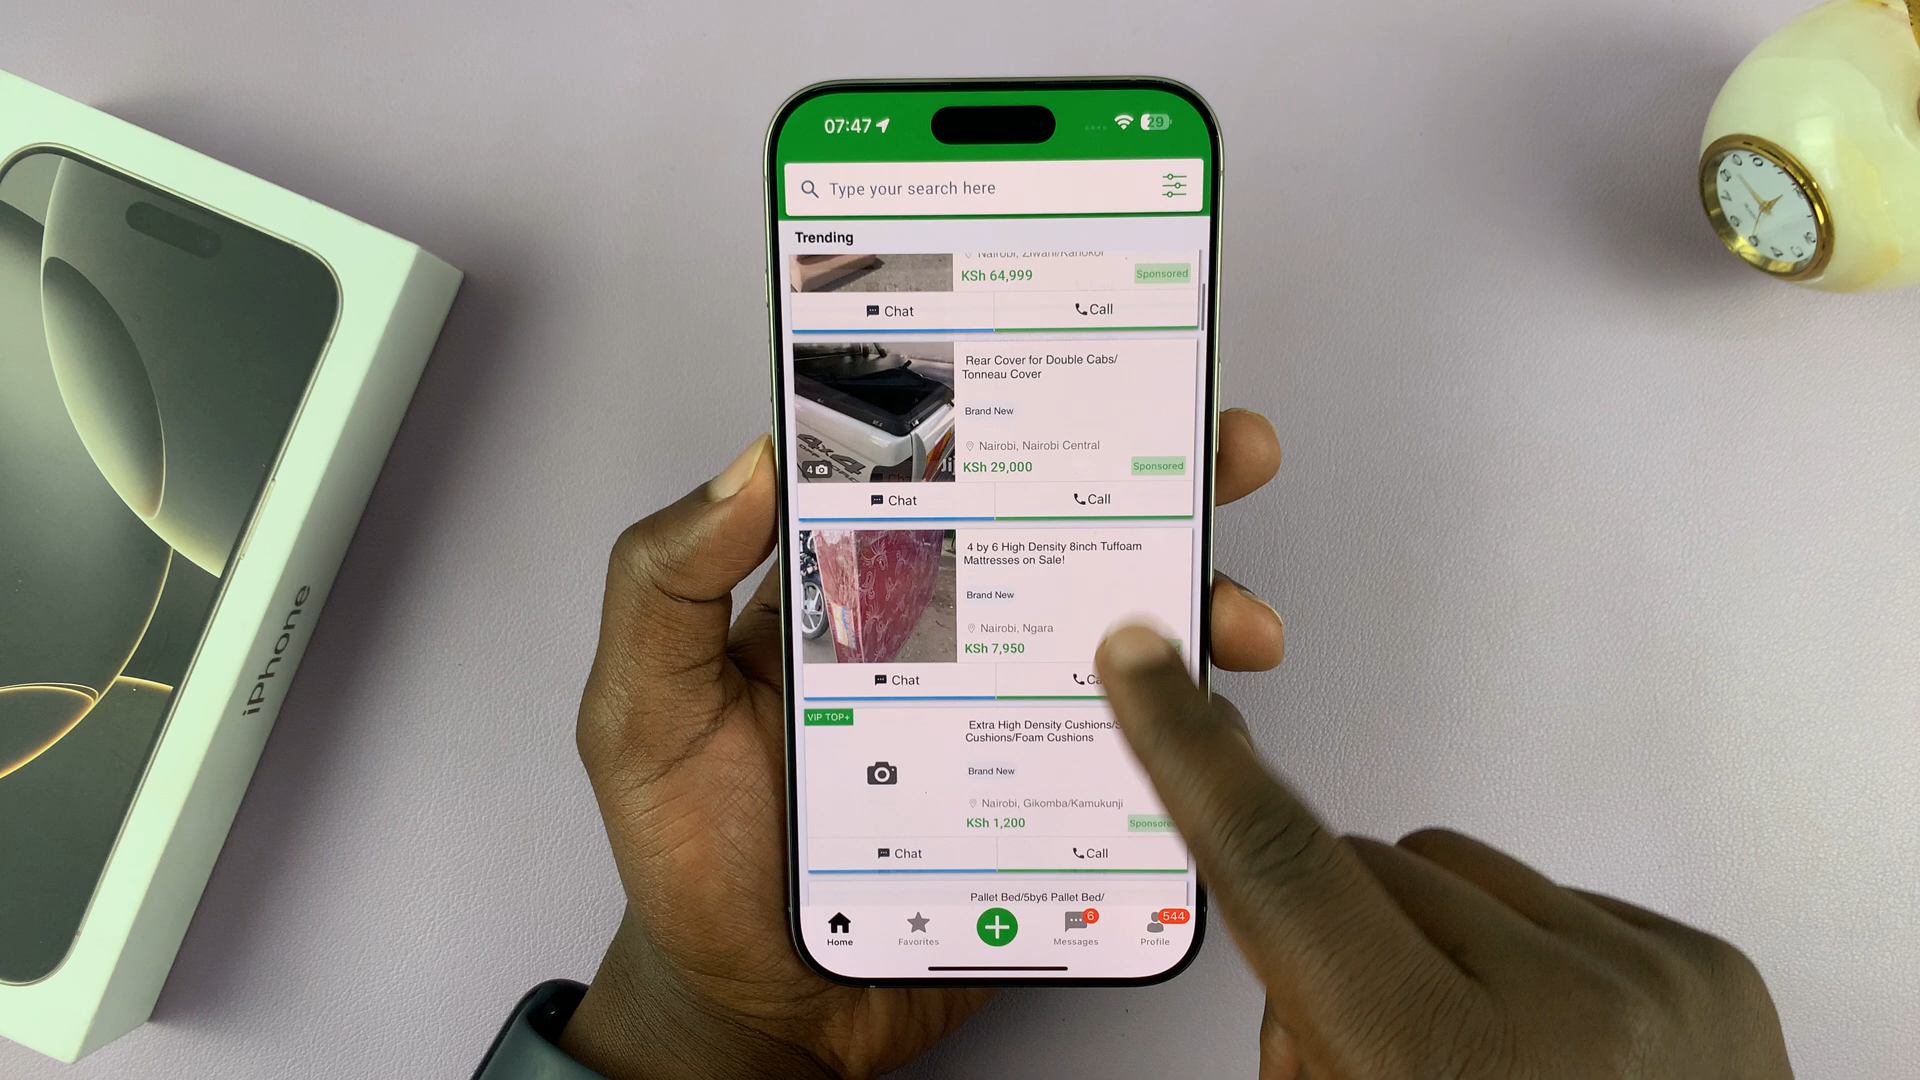 07:47
29
Type your search here
Trending
Nairobi, Ziwani/Kariokor
KSh 64,999
Sponsored
Chat
Call
Rear Cover for Double Cabs/
Tonneau Cover
Brand New
Nairobi, Nairobi Central
KSh 29,000
Sponsored
4
4x4
Chat
Call
4 by 6 High Density 8inch Tuffoam
Mattresses on Sale!
Brand New
Nairobi, Ngara
KSh 7,950
Chat
VIP TOP+
Extra High Density Cushions/
Cushions/Foam Cushions
Brand New
Nairobi, Gikomba/Kamukunji
KSh 1,200
Chat
Call
Pallet Bed/5by6 Pallet Bed/
Home
Favorites
6
Messages
544
Profile
iPhone